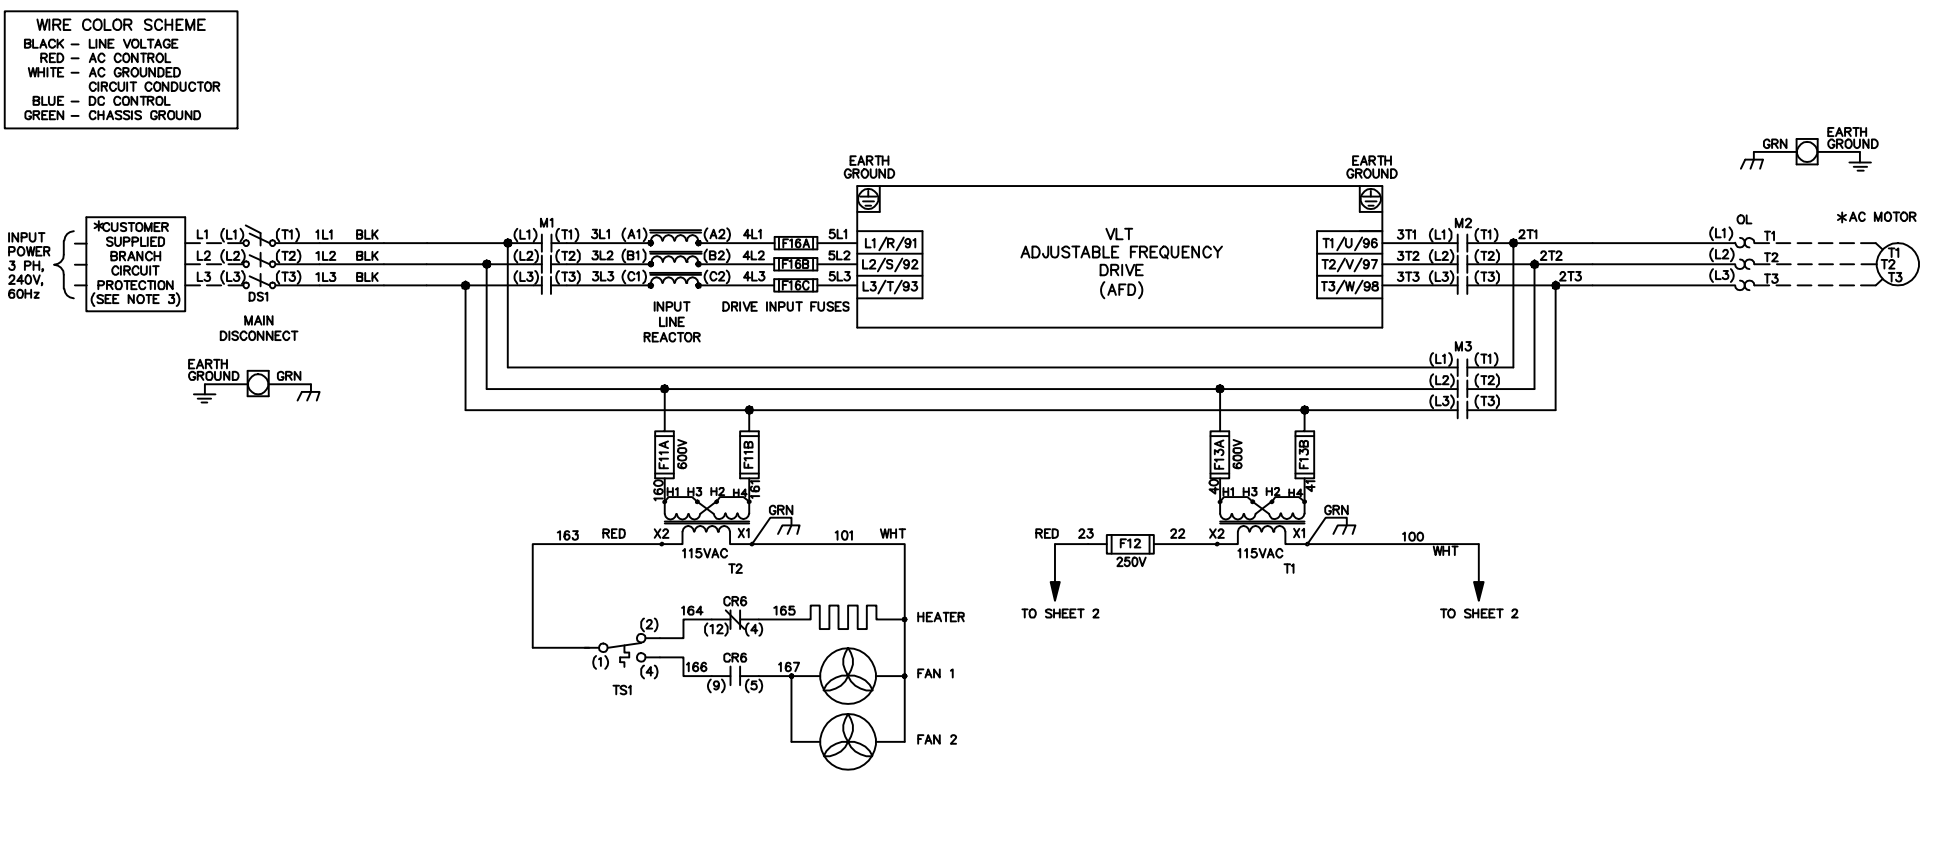 WIRE COLOR SCHEME
BLACK – LINE VOLTAGE
RED – AC CONTROL
WHITE – AC GROUNDED
CIRCUIT CONDUCTOR
BLUE – DC CONTROL
GREEN – CHASSIS GROUND
INPUT
POWER
3 PH,
240V,
60Hz
*CUSTOMER
SUPPLIED
BRANCH
CIRCUIT
PROTECTION
(SEE NOTE 3)
L1 (L1) (T1) 1L1 BLK
L2 (L2) (T2) 1L2 BLK
L3 (L3) (T3) 1L3 BLK
DS1
MAIN
DISCONNECT
EARTH
GROUND GRN
M1
(L1) (T1) 3L1 (A1) (A2) 4L1 F16A 5L1
(L2) (T2) 3L2 (B1) (B2) 4L2 F16B 5L2
(L3) (T3) 3L3 (C1) (C2) 4L3 F16C 5L3
INPUT
LINE
REACTOR
DRIVE INPUT FUSES
EARTH
GROUND
L1/R/91
L2/S/92
L3/T/93
VLT
ADJUSTABLE FREQUENCY
DRIVE
(AFD)
EARTH
GROUND
T1/U/96
T2/V/97
T3/W/98
M2
3T1 (L1) (T1) 2T1
3T2 (L2) (T2) 2T2
3T3 (L3) (T3) 2T3
M3
(L1) (T1)
(L2) (T2)
(L3) (T3)
GRN
EARTH
GROUND
OL
(L1) T1
(L2) T2
(L3) T3
*AC MOTOR
T1
T2
T3
F11A
600V
F11B
160
161
H1 H3 H2 H4
GRN
163 RED X2 X1 101 WHT
115VAC
T2
CR6
164 165
(12) (4)
HEATER
(2)
(1)
(4)
TS1
CR6
166 167
(9) (5)
FAN 1
FAN 2
F13A
600V
F13B
40
41
H1 H3 H2 H4
GRN
RED 23 F12 22 X2 X1 100
WHT
250V
115VAC
T1
TO SHEET 2
TO SHEET 2